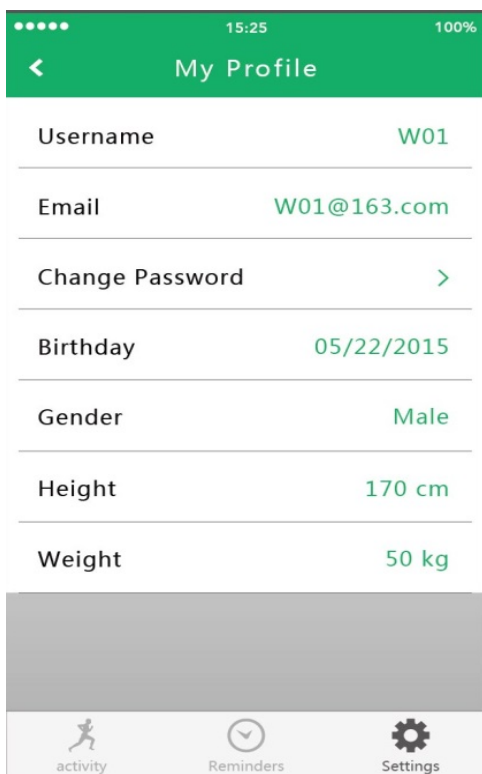 15:25 100%
My Profile
Username W01
Email W01@163.com
Change Password >
Birthday 05/22/2015
Gender Male
Height 170 cm
Weight 50 kg
activity Reminders Settings